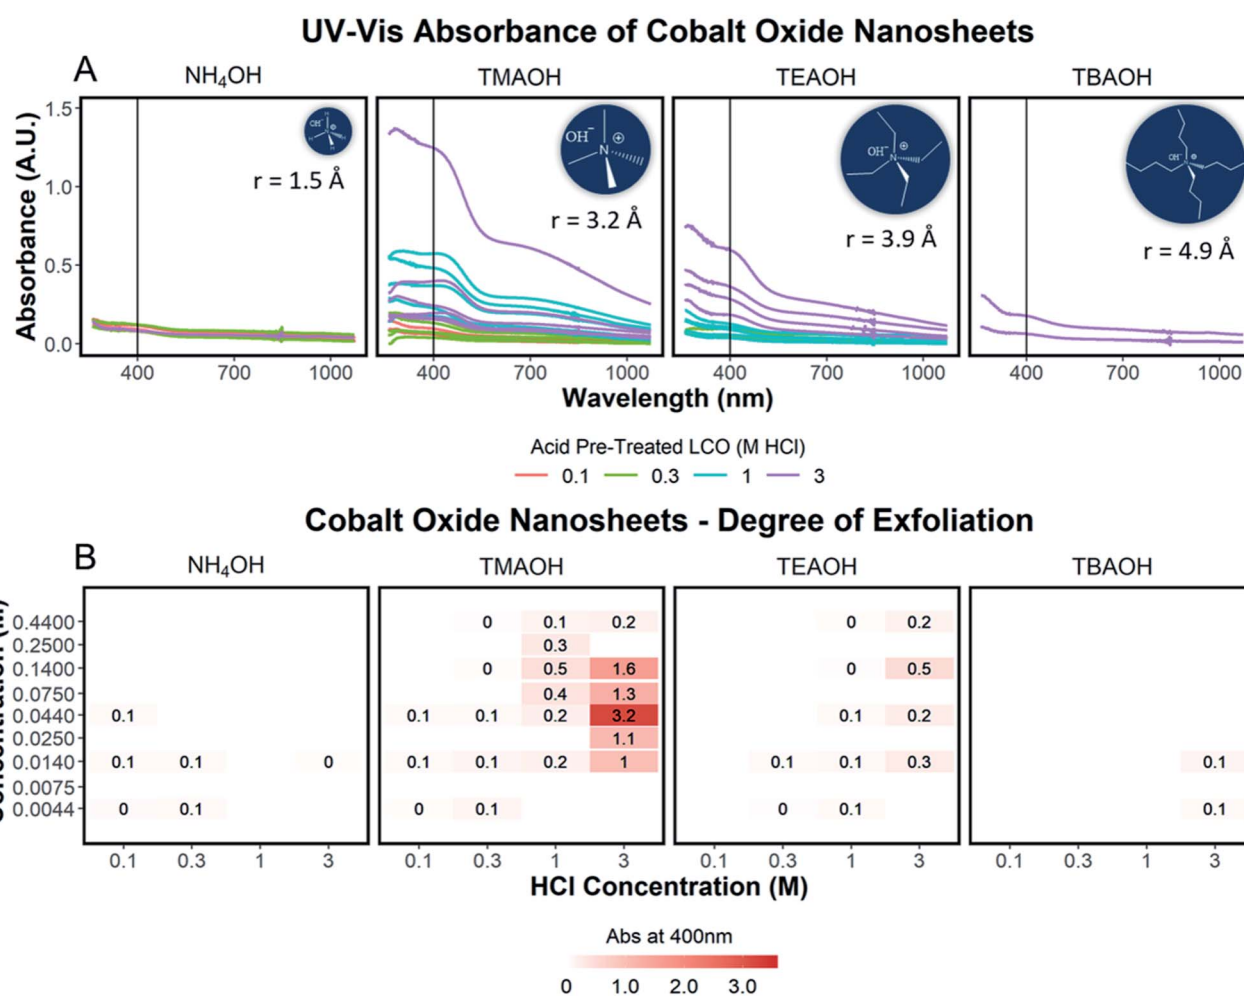 UV-Vis Absorbance of Cobalt Oxide Nanosheets
A
NH₄OH TMAOH TEAOH TBAOH
Absorbance (A.U.)
1.5
1.0
0.5
0.0
OH⁻ N ⊕ H H H H
r = 1.5 Å
OH⁻ N ⊕
r = 3.2 Å
OH⁻ N ⊕
r = 3.9 Å
OH⁻ N ⊕
r = 4.9 Å
400 700 1000 400 700 1000 400 700 1000 400 700 1000
Wavelength (nm)
Acid Pre-Treated LCO (M HCl)
0.1 0.3 1 3
Cobalt Oxide Nanosheets - Degree of Exfoliation
B
NH₄OH TMAOH TEAOH TBAOH
0.4400 0 0.1 0.2 0 0.2
0.2500 0.3
0.1400 0 0.5 1.6 0 0.5
0.0750 0.4 1.3
0.0440 0.1 0.1 0.1 0.2 3.2 0.1 0.2
0.0250 1.1
0.0140 0.1 0.1 0 0.1 0.1 0.2 1 0.1 0.1 0.3 0.1
0.0075
0.0044 0 0.1 0 0.1 0 0.1 0.1
0.1 0.3 1 3 0.1 0.3 1 3 0.1 0.3 1 3 0.1 0.3 1 3
HCl Concentration (M)
Abs at 400nm
0 1.0 2.0 3.0